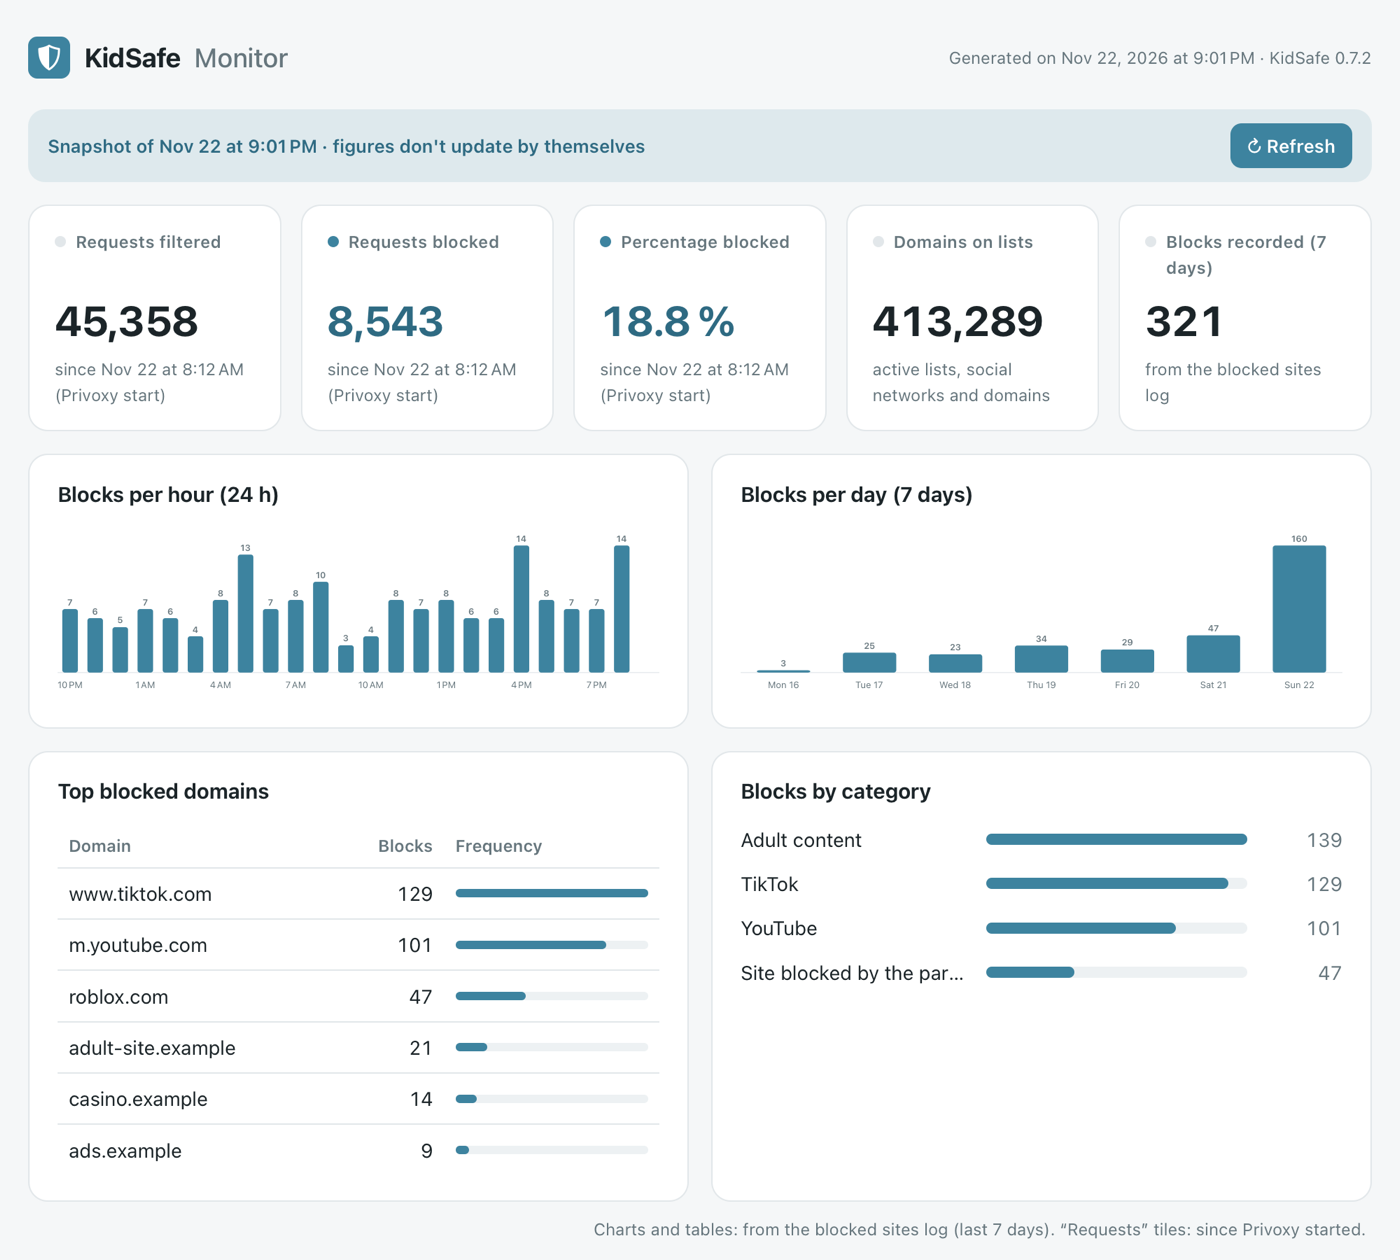 KidSafe Monitor
Generated on Nov 22, 2026 at 9:01 PM · KidSafe 0.7.2
Snapshot of Nov 22 at 9:01 PM · figures don't update by themselves
↻ Refresh
Requests filtered
45,358
since Nov 22 at 8:12 AM
(Privoxy start)
Requests blocked
8,543
since Nov 22 at 8:12 AM
(Privoxy start)
Percentage blocked
18.8 %
since Nov 22 at 8:12 AM
(Privoxy start)
Domains on lists
413,289
active lists, social
networks and domains
Blocks recorded (7
days)
321
from the blocked sites
log
Blocks per hour (24 h)
7 6 5 7 6 4 8 13 7 8 10 3 4 8 7 8 6 6 14 8 7 7 14
10 PM 1 AM 4 AM 7 AM 10 AM 1 PM 4 PM 7 PM
Blocks per day (7 days)
3 25 23 34 29 47 160
Mon 16 Tue 17 Wed 18 Thu 19 Fri 20 Sat 21 Sun 22
Top blocked domains
Domain Blocks Frequency
www.tiktok.com 129
m.youtube.com 101
roblox.com 47
adult-site.example 21
casino.example 14
ads.example 9
Blocks by category
Adult content 139
TikTok 129
YouTube 101
Site blocked by the par... 47
Charts and tables: from the blocked sites log (last 7 days). “Requests” tiles: since Privoxy started.